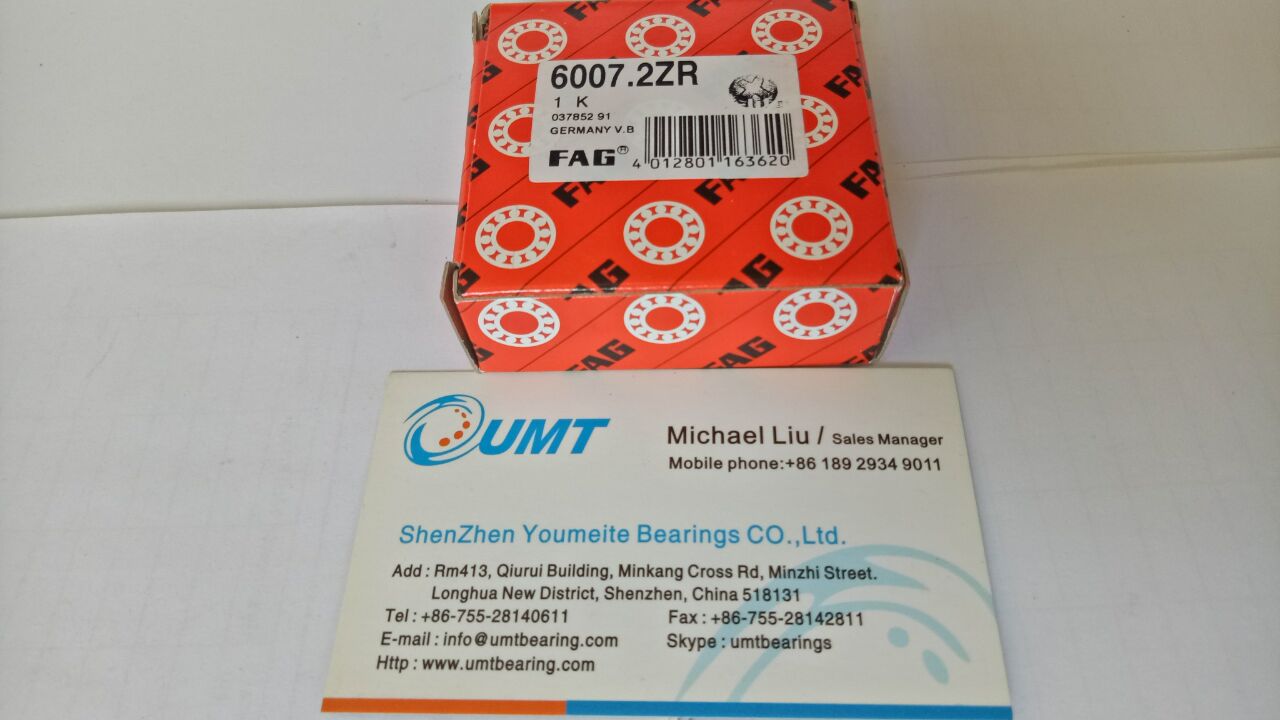 6007.2ZR
1 K
037852 91
GERMANY V.B
FAG®
4 012801 163620
FAG
FAG
FAG
FAG
FAG
FAG
UMT
Michael Liu / Sales Manager
Mobile phone:+86 189 2934 9011
ShenZhen Youmeite Bearings CO.,Ltd.
Add : Rm413, Qiurui Building, Minkang Cross Rd, Minzhi Street.
Longhua New District, Shenzhen, China 518131
Tel : +86-755-28140611 Fax : +86-755-28142811
E-mail : info@umtbearing.com Skype : umtbearings
Http : www.umtbearing.com